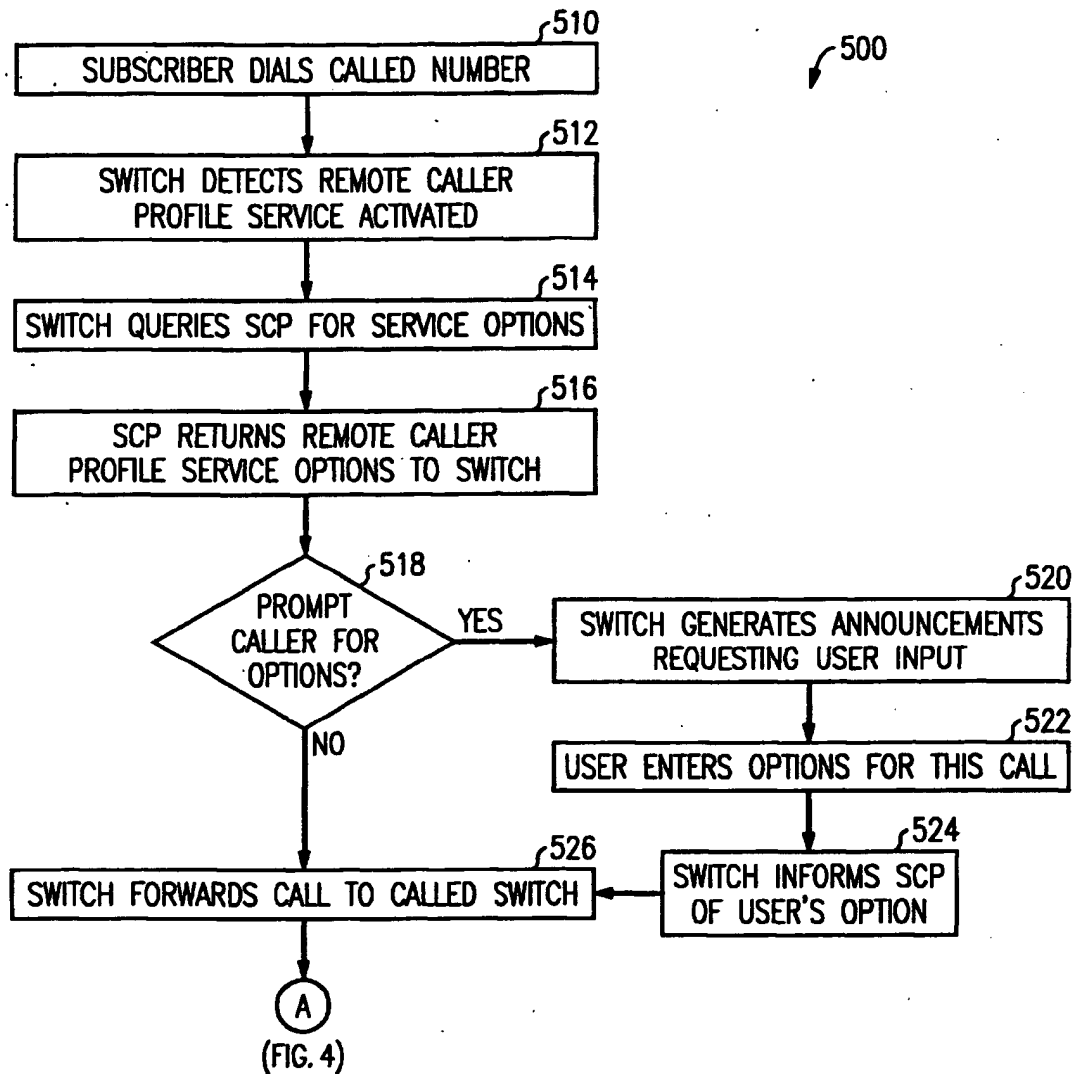 510
SUBSCRIBER DIALS CALLED NUMBER
500
512
SWITCH DETECTS REMOTE CALLER
PROFILE SERVICE ACTIVATED
514
SWITCH QUERIES SCP FOR SERVICE OPTIONS
516
SCP RETURNS REMOTE CALLER
PROFILE SERVICE OPTIONS TO SWITCH
518
PROMPT
CALLER FOR
OPTIONS?
YES
NO
520
SWITCH GENERATES ANNOUNCEMENTS
REQUESTING USER INPUT
522
USER ENTERS OPTIONS FOR THIS CALL
524
SWITCH INFORMS SCP
OF USER'S OPTION
526
SWITCH FORWARDS CALL TO CALLED SWITCH
A
(FIG. 4)